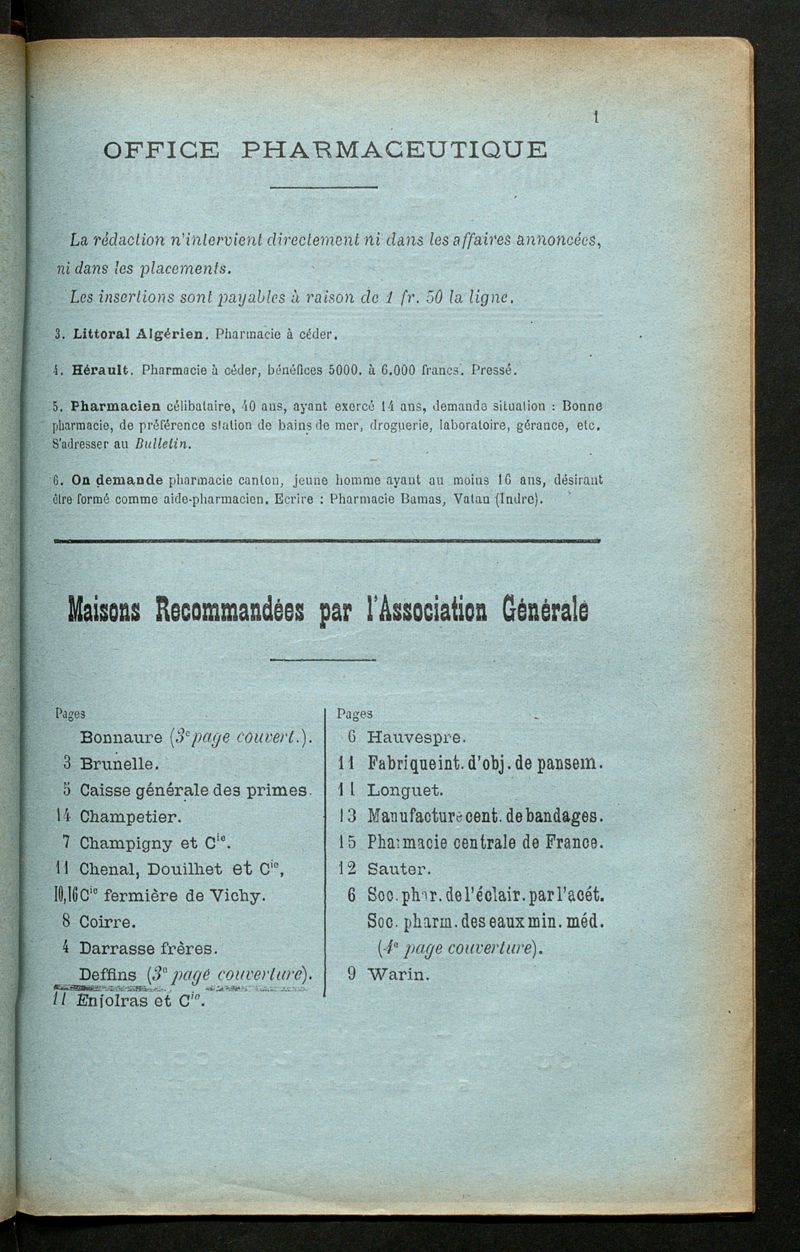 1
OFFICE PHARMACEUTIQUE
La rédaction n'intervient directement ni dans les affaires annoncées,
ni dans les placements.
Les insertions sont payables à raison de 1 fr. 50 la ligne.
3. Littoral Algérien. Pharmacie à céder.
4. Hérault. Pharmacie à céder, bénéfices 5000. à 6.000 francs. Pressé.
5. Pharmacien célibataire, 40 ans, ayant exercé 14 ans, demande situation : Bonne
pharmacie, de préférence station de bains de mer, droguerie, laboratoire, gérance, etc.
S'adresser au Bulletin.
6. On demande pharmacie canton, jeune homme ayant au moins 16 ans, désirant
être formé comme aide-pharmacien. Ecrire : Pharmacie Bamas, Vatan (Indre).
Maisons Recommandées par l'Association Générale
Pages
Bonnaure (3e page couvert.).
3 Brunelle.
5 Caisse générale des primes.
14 Champetier.
7 Champigny et Cie.
11 Chenal, Douilhet et Cie,
10,16 Cie fermière de Vichy.
8 Coirre.
4 Darrasse frères.
Deffins (3e page couverture).
11 Enjolras et Cie.
Pages
6 Hauvespre.
11 Fabrique int. d'obj. de pansem.
11 Longuet.
13 Manufacture cent. de bandages.
15 Pharmacie centrale de France.
12 Sauter.
6 Soc. phar. de l'éclair. par l'acét.
Soc. pharm. des eaux min. méd.
(4e page couverture).
9 Warin.